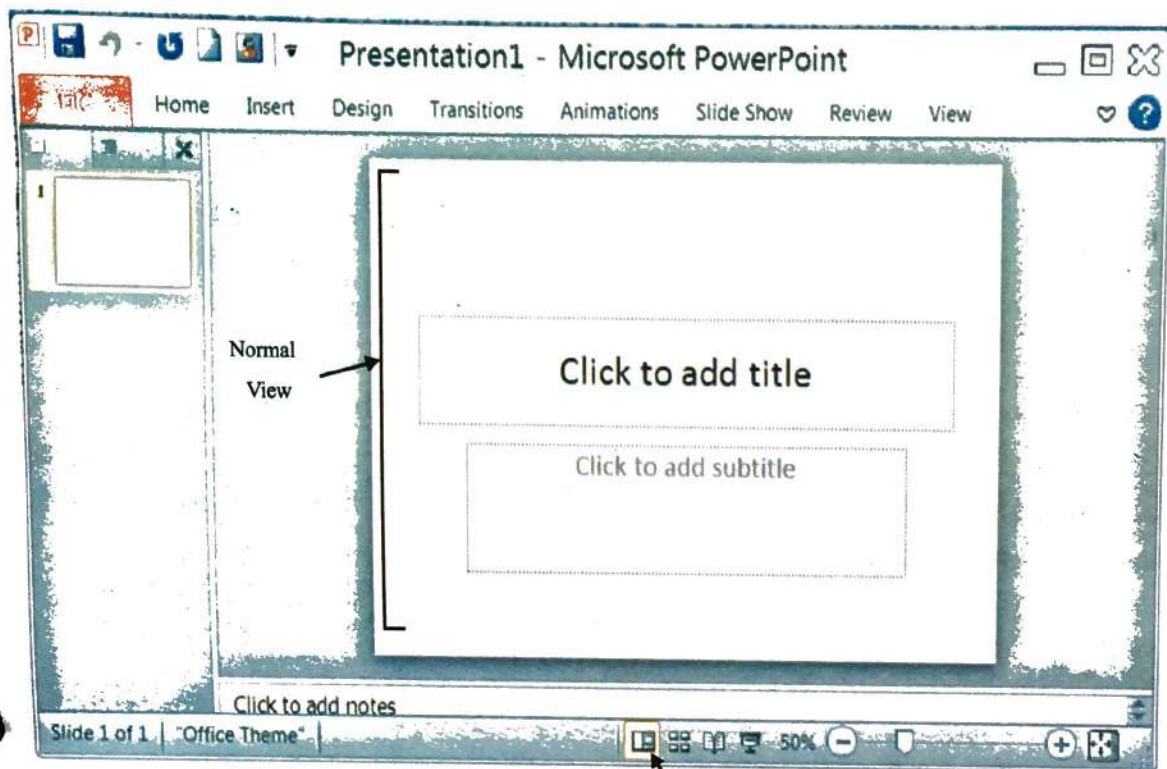 Presentation1 - Microsoft PowerPoint
Home Insert Design Transitions Animations Slide Show Review View
1
Normal
View
Click to add title
Click to add subtitle
Click to add notes
Slide 1 of 1 "Office Theme" 50%